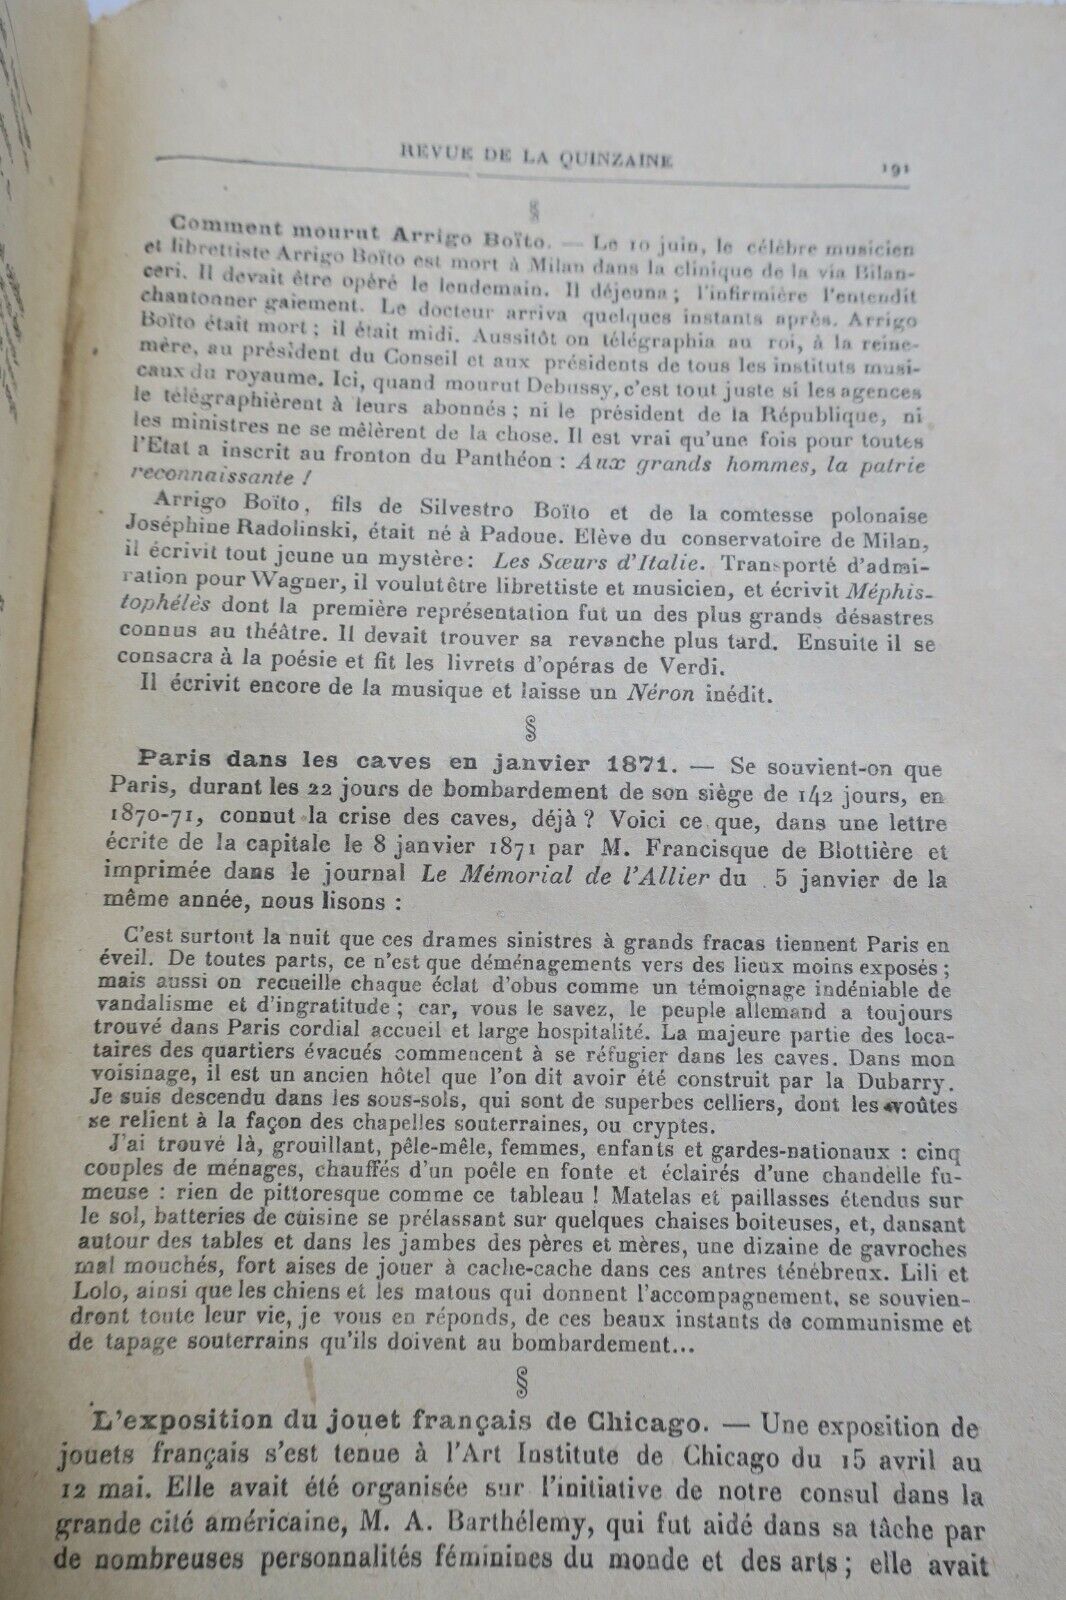 REVUE DE LA QUINZAINE 191
§
Comment mourut Arrigo Boïto. — Le 10 juin, le célèbre musicien
et librettiste Arrigo Boïto est mort à Milan dans la clinique de la via Bilan-
ceri. Il devait être opéré le lendemain. Il déjeuna ; l'infirmière l'entendit
chantonner gaiement. Le docteur arriva quelques instants après. Arrigo
Boïto était mort ; il était midi. Aussitôt on télégraphia au roi, à la reine-
mère, au président du Conseil et aux présidents de tous les instituts musi-
caux du royaume. Ici, quand mourut Debussy, c'est tout juste si les agences
le télégraphièrent à leurs abonnés ; ni le président de la République, ni
les ministres ne se mêlèrent de la chose. Il est vrai qu'une fois pour toutes
l'Etat a inscrit au fronton du Panthéon : Aux grands hommes, la patrie
reconnaissante !
Arrigo Boïto, fils de Silvestro Boïto et de la comtesse polonaise
Joséphine Radolinski, était né à Padoue. Elève du conservatoire de Milan,
il écrivit tout jeune un mystère : Les Sœurs d'Italie. Transporté d'admi-
ration pour Wagner, il voulut être librettiste et musicien, et écrivit Méphis-
tophélès dont la première représentation fut un des plus grands désastres
connus au théâtre. Il devait trouver sa revanche plus tard. Ensuite il se
consacra à la poésie et fit les livrets d'opéras de Verdi.
Il écrivit encore de la musique et laisse un Néron inédit.
§
Paris dans les caves en janvier 1871. — Se souvient-on que
Paris, durant les 22 jours de bombardement de son siège de 142 jours, en
1870-71, connut la crise des caves, déjà ? Voici ce que, dans une lettre
écrite de la capitale le 8 janvier 1871 par M. Francisque de Blottière et
imprimée dans le journal Le Mémorial de l'Allier du 5 janvier de la
même année, nous lisons :
C'est surtout la nuit que ces drames sinistres à grands fracas tiennent Paris en
éveil. De toutes parts, ce n'est que déménagements vers des lieux moins exposés ;
mais aussi on recueille chaque éclat d'obus comme un témoignage indéniable de
vandalisme et d'ingratitude ; car, vous le savez, le peuple allemand a toujours
trouvé dans Paris cordial accueil et large hospitalité. La majeure partie des loca-
taires des quartiers évacués commencent à se réfugier dans les caves. Dans mon
voisinage, il est un ancien hôtel que l'on dit avoir été construit par la Dubarry.
Je suis descendu dans les sous-sols, qui sont de superbes celliers, dont les voûtes
se relient à la façon des chapelles souterraines, ou cryptes.
J'ai trouvé là, grouillant, pêle-mêle, femmes, enfants et gardes-nationaux : cinq
couples de ménages, chauffés d'un poêle en fonte et éclairés d'une chandelle fu-
meuse : rien de pittoresque comme ce tableau ! Matelas et paillasses étendus sur
le sol, batteries de cuisine se prélassant sur quelques chaises boiteuses, et, dansant
autour des tables et dans les jambes des pères et mères, une dizaine de gavroches
mal mouchés, fort aises de jouer à cache-cache dans ces antres ténébreux. Lili et
Lolo, ainsi que les chiens et les matous qui donnent l'accompagnement, se souvien-
dront toute leur vie, je vous en réponds, de ces beaux instants de communisme et
de tapage souterrains qu'ils doivent au bombardement...
§
L'exposition du jouet français de Chicago. — Une exposition de
jouets français s'est tenue à l'Art Institute de Chicago du 15 avril au
12 mai. Elle avait été organisée sur l'initiative de notre consul dans la
grande cité américaine, M. A. Barthélemy, qui fut aidé dans sa tâche par
de nombreuses personnalités féminines du monde et des arts ; elle avait